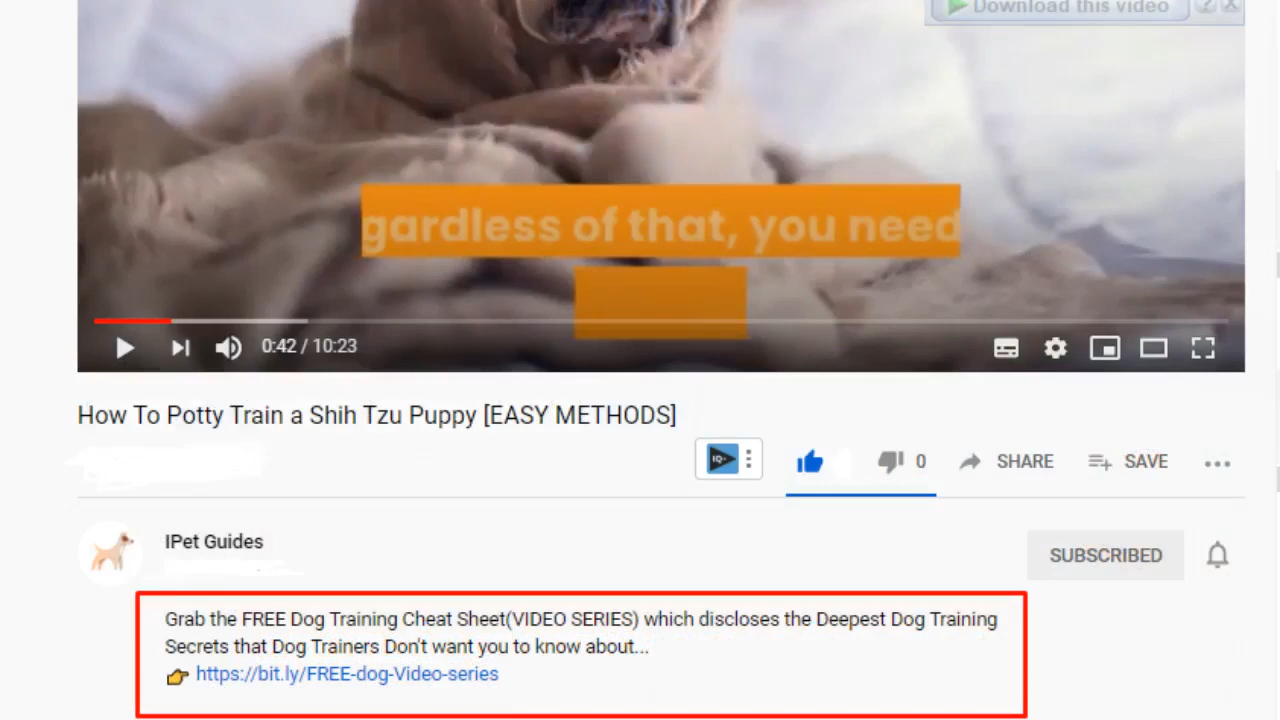 Download this video
gardless of that, you need
0:42 / 10:23
How To Potty Train a Shih Tzu Puppy [EASY METHODS]
IQ
0
SHARE
SAVE
IPet Guides
SUBSCRIBED
Grab the FREE Dog Training Cheat Sheet(VIDEO SERIES) which discloses the Deepest Dog Training
Secrets that Dog Trainers Don't want you to know about...
https://bit.ly/FREE-dog-Video-series